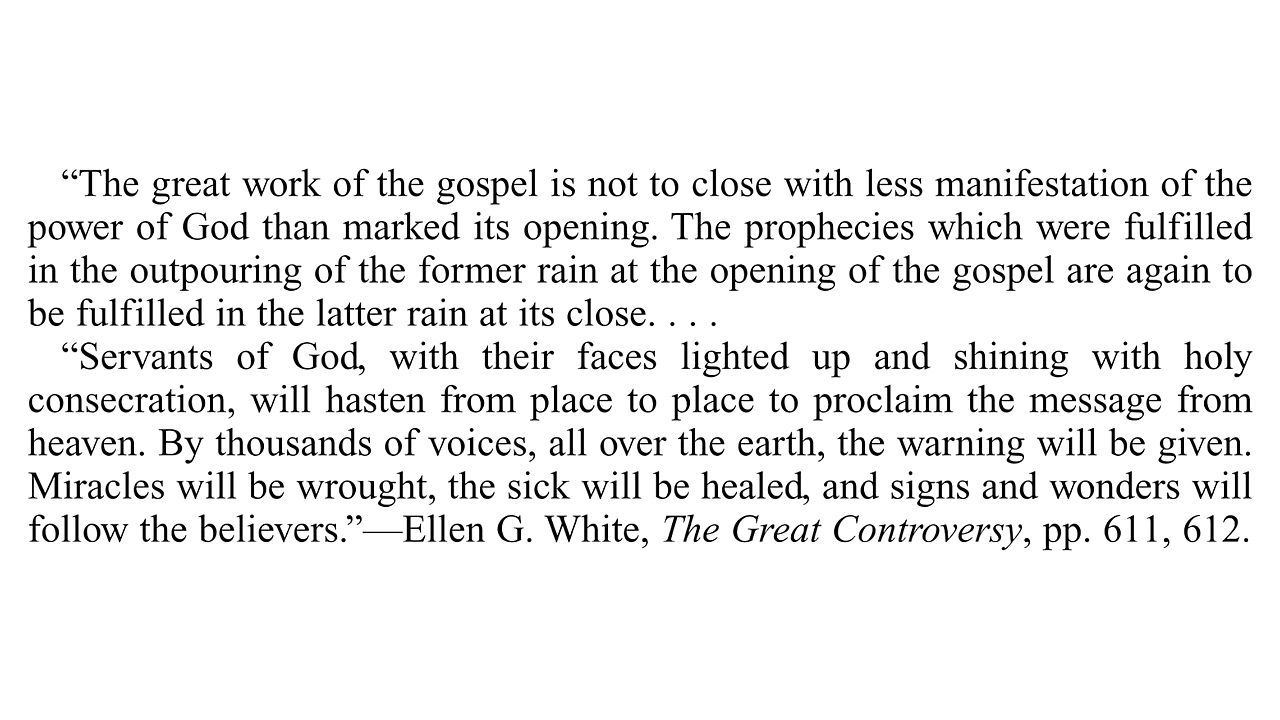 “The great work of the gospel is not to close with less manifestation of the
power of God than marked its opening. The prophecies which were fulfilled
in the outpouring of the former rain at the opening of the gospel are again to
be fulfilled in the latter rain at its close. . . .
“Servants of God, with their faces lighted up and shining with holy
consecration, will hasten from place to place to proclaim the message from
heaven. By thousands of voices, all over the earth, the warning will be given.
Miracles will be wrought, the sick will be healed, and signs and wonders will
follow the believers.”—Ellen G. White, The Great Controversy, pp. 611, 612.